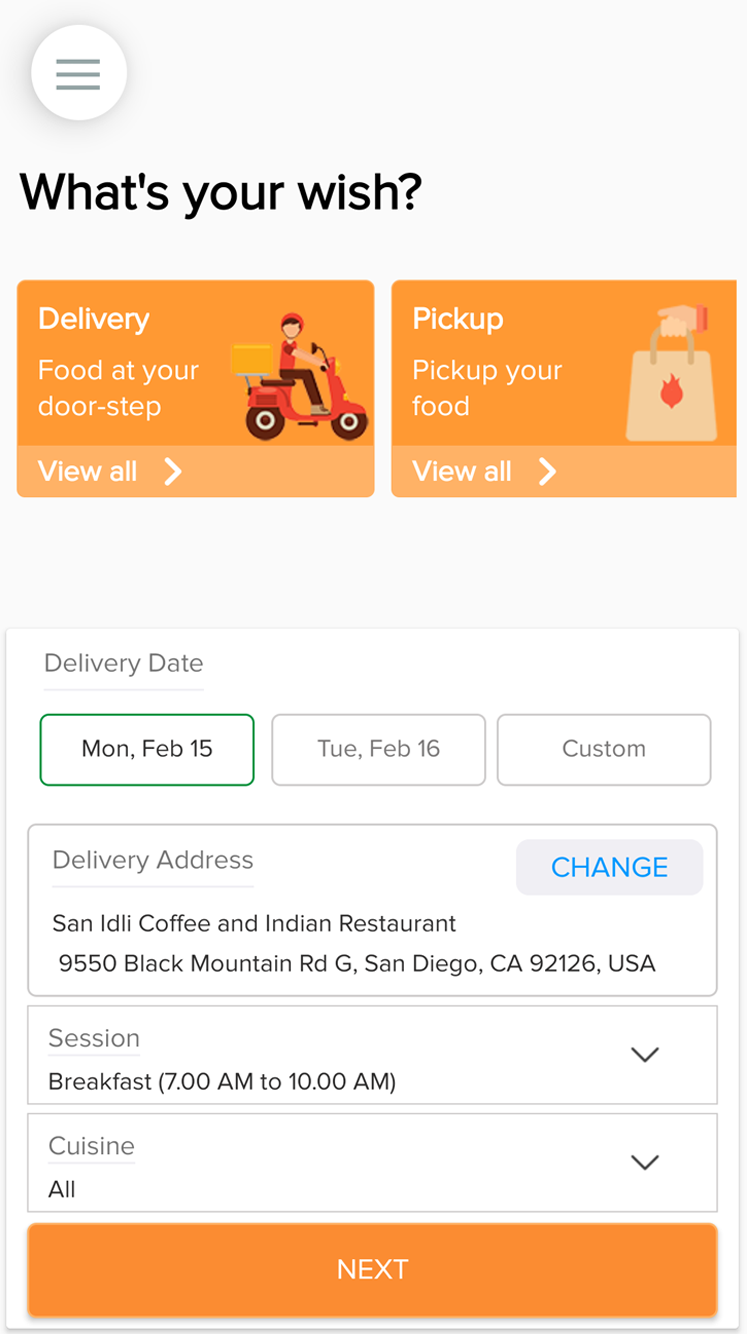 What's your wish?
Delivery
Food at your
door-step
View all
Pickup
Pickup your
food
View all
Delivery Date
Mon, Feb 15
Tue, Feb 16
Custom
Delivery Address
CHANGE
San Idli Coffee and Indian Restaurant
9550 Black Mountain Rd G, San Diego, CA 92126, USA
Session
Breakfast (7.00 AM to 10.00 AM)
Cuisine
All
NEXT